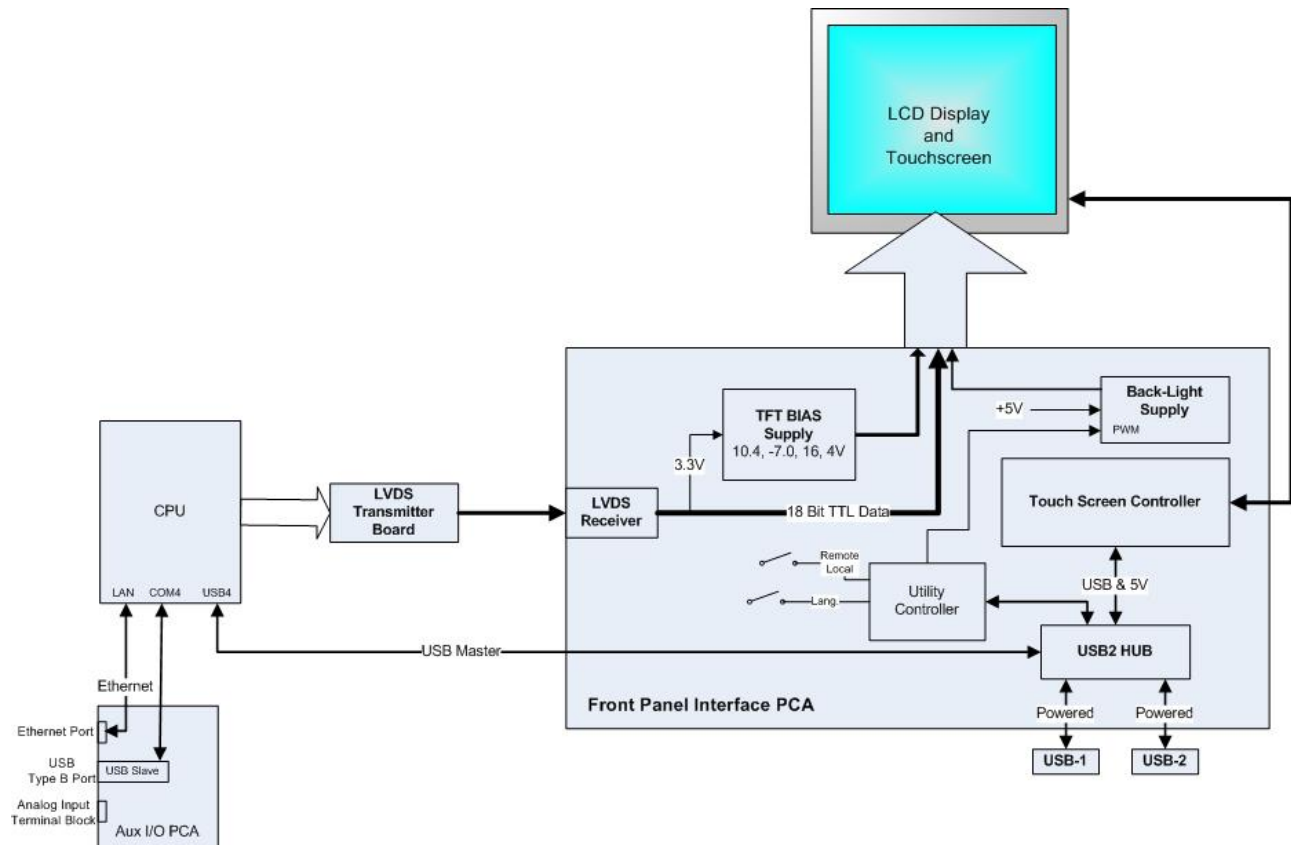 LCD Display
and
Touchscreen
Back-Light
Supply
+5V
PWM
TFT BIAS
Supply
10.4, -7.0, 16, 4V
3.3V
CPU
LVDS
Transmitter
Board
LVDS
Receiver
18 Bit TTL Data
Touch Screen Controller
Remote
Local
Lang.
Utility
Controller
USB & 5V
LAN
COM4
USB4
USB Master
USB2 HUB
Ethernet
Front Panel Interface PCA
Powered
Powered
USB-1
USB-2
Ethernet Port
USB
Type B Port
USB Slave
Analog Input
Terminal Block
Aux I/O PCA